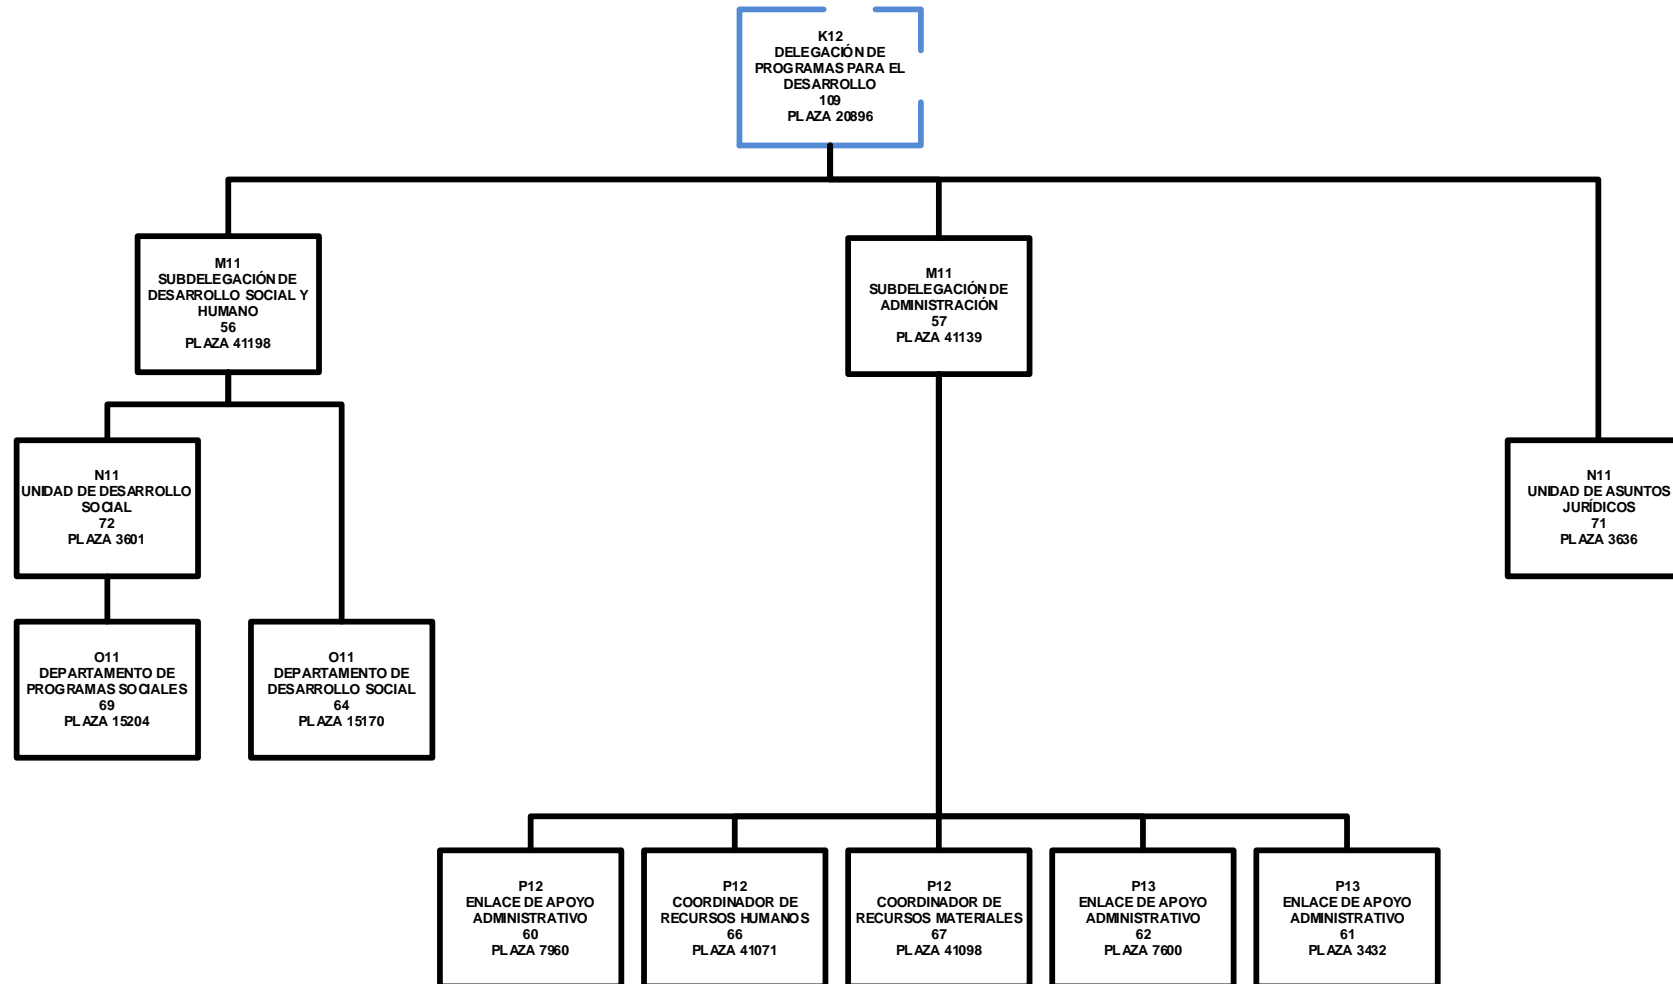 K12
DELEGACIÓN DE
PROGRAMAS PARA EL
DESARROLLO
109
PLAZA 20896
M11
SUBDELEGACIÓN DE
DESARROLLO SOCIAL Y
HUMANO
56
PLAZA 41198
M11
SUBDELEGACIÓN DE
ADMINISTRACIÓN
57
PLAZA 41139
N11
UNIDAD DE DESARROLLO
SOCIAL
72
PLAZA 3601
N11
UNIDAD DE ASUNTOS
JURÍDICOS
71
PLAZA 3636
O11
DEPARTAMENTO DE
PROGRAMAS SOCIALES
69
PLAZA 15204
O11
DEPARTAMENTO DE
DESARROLLO SOCIAL
64
PLAZA 15170
P12
ENLACE DE APOYO
ADMINISTRATIVO
60
PLAZA 7960
P12
COORDINADOR DE
RECURSOS HUMANOS
66
PLAZA 41071
P12
COORDINADOR DE
RECURSOS MATERIALES
67
PLAZA 41098
P13
ENLACE DE APOYO
ADMINISTRATIVO
62
PLAZA 7600
P13
ENLACE DE APOYO
ADMINISTRATIVO
61
PLAZA 3432